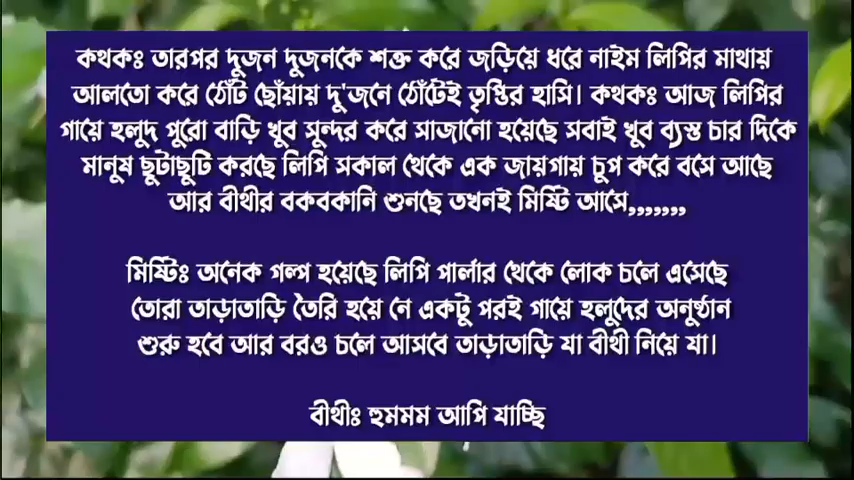 কথকঃ তারপর দুজন দুজনকে শক্ত করে জড়িয়ে ধরে নাইম লিপির মাথায়
আলতো করে ঠোঁট ছোঁয়ায় দু'জনে ঠোঁটেই তৃপ্তির হাসি। কথকঃ আজ লিপির
গায়ে হলুদ পুরো বাড়ি খুব সুন্দর করে সাজানো হয়েছে সবাই খুব ব্যস্ত চার দিকে
মানুষ ছুটাছুটি করছে লিপি সকাল থেকে এক জায়গায় চুপ করে বসে আছে
আর বীথীর বকবকানি শুনছে তখনই মিষ্টি আসে,,,,,,,
মিষ্টিঃ অনেক গল্প হয়েছে লিপি পার্লার থেকে লোক চলে এসেছে
তোরা তাড়াতাড়ি তৈরি হয়ে নে একটু পরই গায়ে হলুদের অনুষ্ঠান
শুরু হবে আর বরও চলে আসবে তাড়াতাড়ি যা বীথী নিয়ে যা।
বীথীঃ হুমমম আপি যাচ্ছি